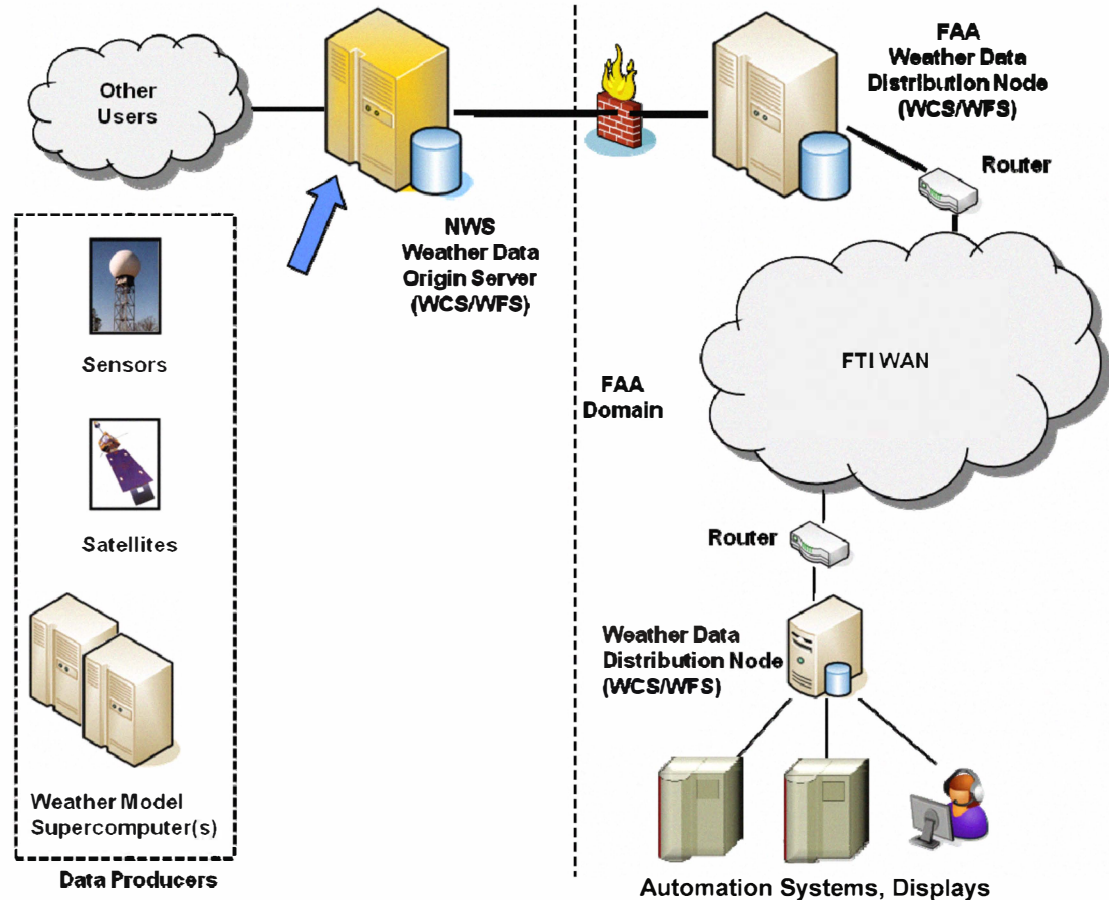 Other
Users
NWS
Weather Data
Origin Server
(WCS/WFS)
FAA
Weather Data
Distribution Node
(WCS/WFS)
Router
Sensors
Satellites
Weather Model
Supercomputer(s)
Data Producers
FAA
Domain
FTI WAN
Router
Weather Data
Distribution Node
(WCS/WFS)
Automation Systems, Displays